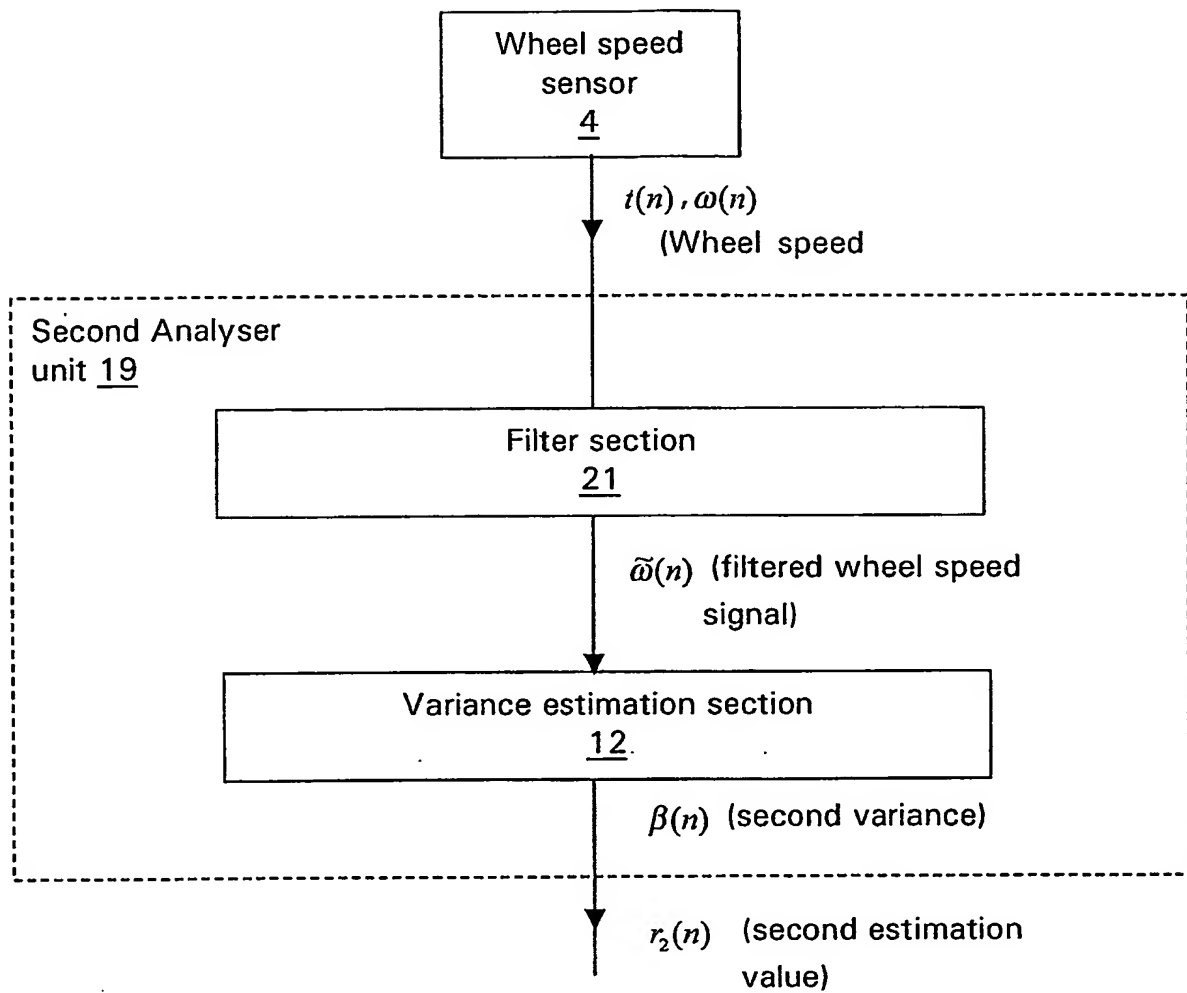 Wheel speed
sensor
4
t(n), ω(n)
(Wheel speed
Second Analyser
unit 19
Filter section
21
ω̃(n) (filtered wheel speed
signal)
Variance estimation section
12
β(n) (second variance)
r₂(n) (second estimation
value)